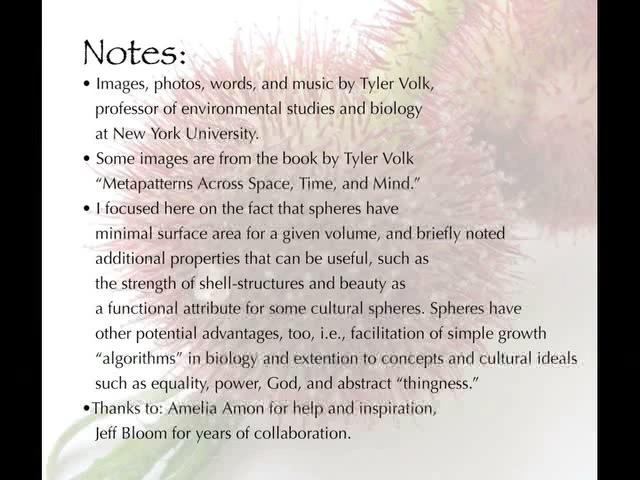 Notes:
• Images, photos, words, and music by Tyler Volk,
professor of environmental studies and biology
at New York University.
• Some images are from the book by Tyler Volk
“Metapatterns Across Space, Time, and Mind.”
• I focused here on the fact that spheres have
minimal surface area for a given volume, and briefly noted
additional properties that can be useful, such as
the strength of shell-structures and beauty as
a functional attribute for some cultural spheres. Spheres have
other potential advantages, too, i.e., facilitation of simple growth
“algorithms” in biology and extention to concepts and cultural ideals
such as equality, power, God, and abstract “thingness.”
•Thanks to: Amelia Amon for help and inspiration,
Jeff Bloom for years of collaboration.